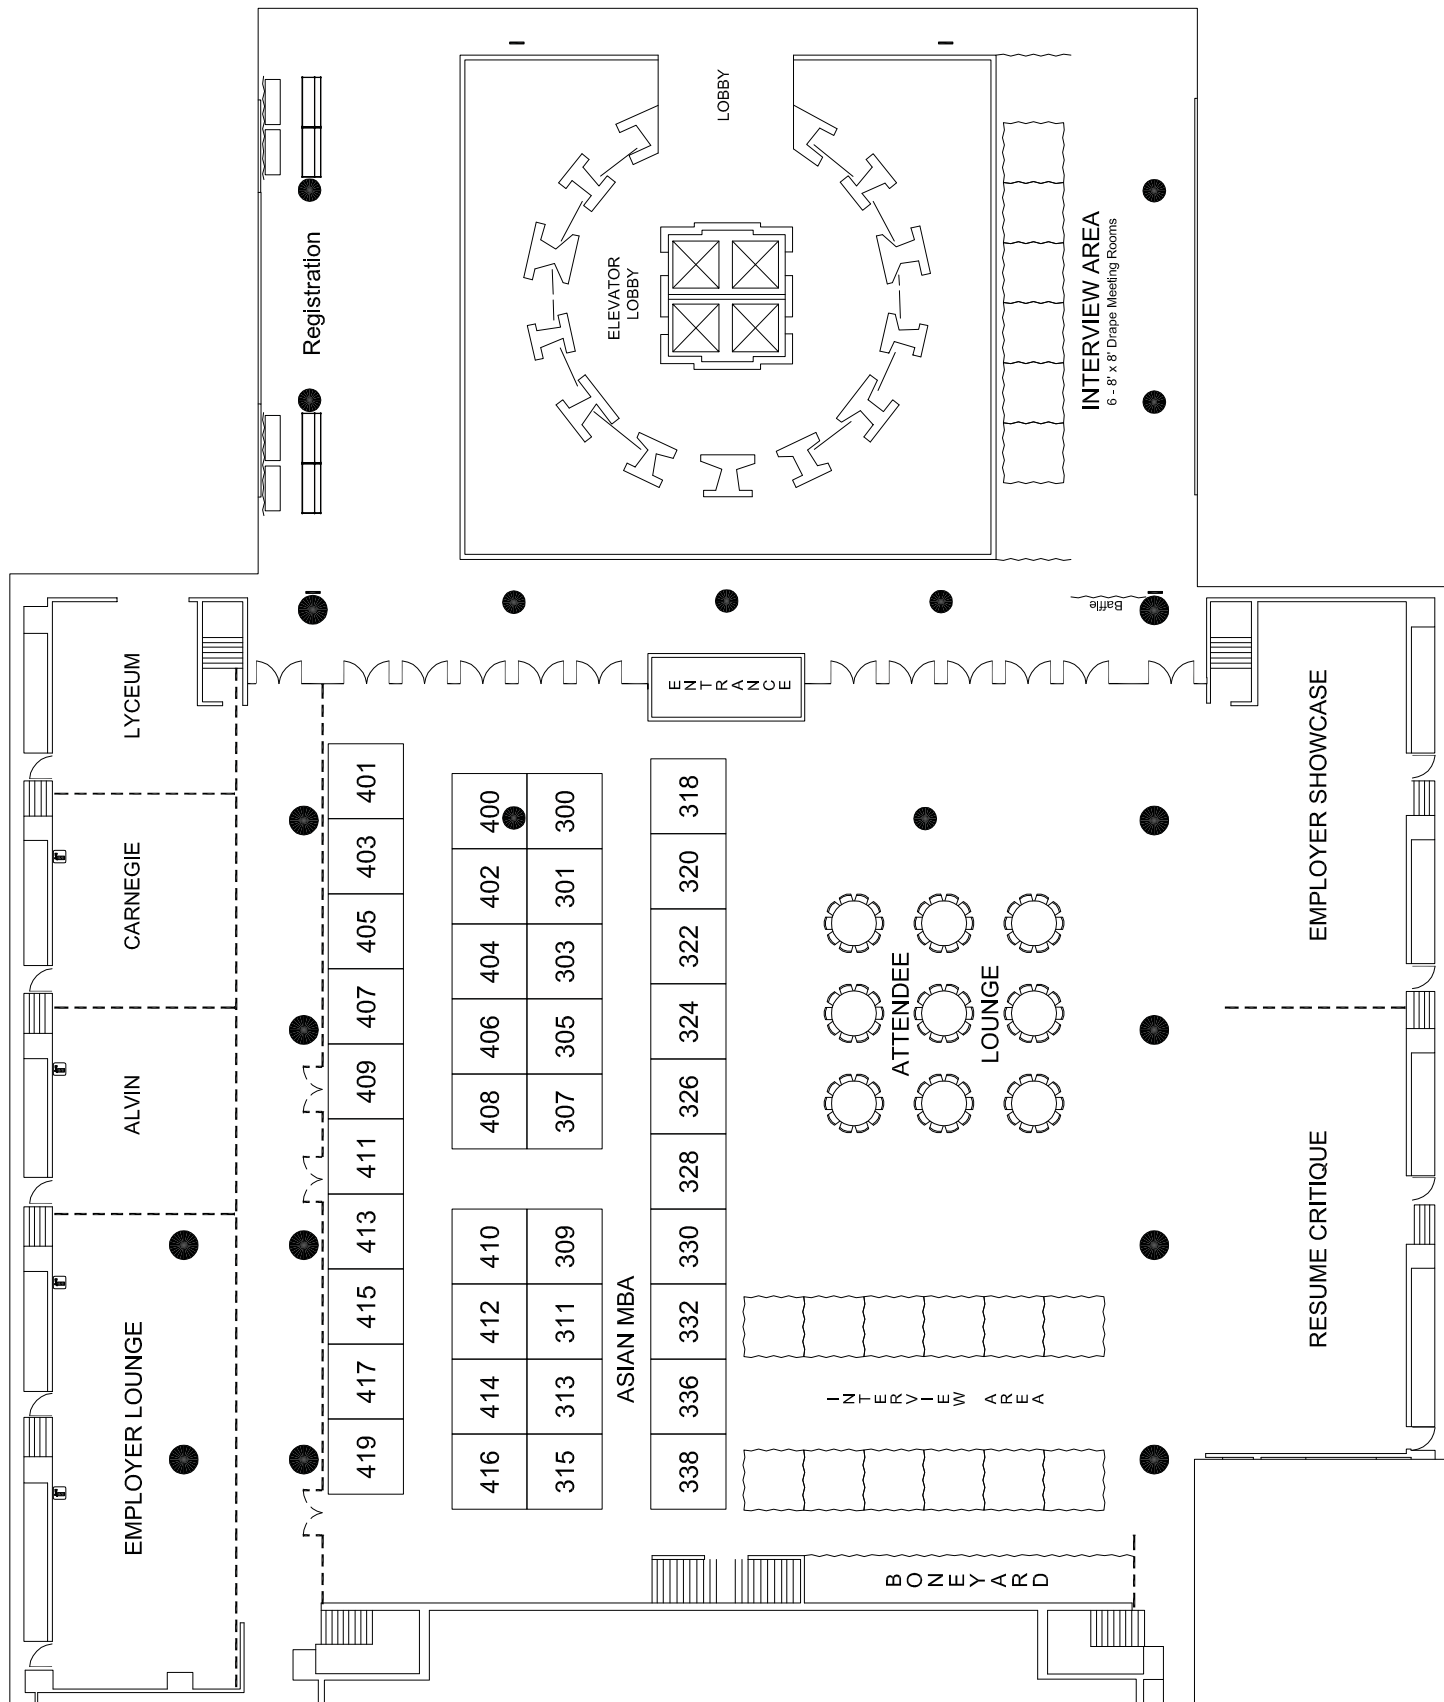 LOBBY
Registration
ELEVATOR
LOBBY
INTERVIEW AREA
6 - 8' x 8' Drape Meeting Rooms
Baffle
ENTRANCE
LYCEUM
CARNEGIE
ALVIN
EMPLOYER LOUNGE
EMPLOYER SHOWCASE
RESUME CRITIQUE
401
403
405
407
409
411
413
415
417
419
400
402
404
406
408
410
412
414
416
300
301
303
305
307
309
311
313
315
ASIAN MBA
318
320
322
324
326
328
330
332
336
338
ATTENDEE
LOUNGE
INTERVIEW AREA
BONEYARD